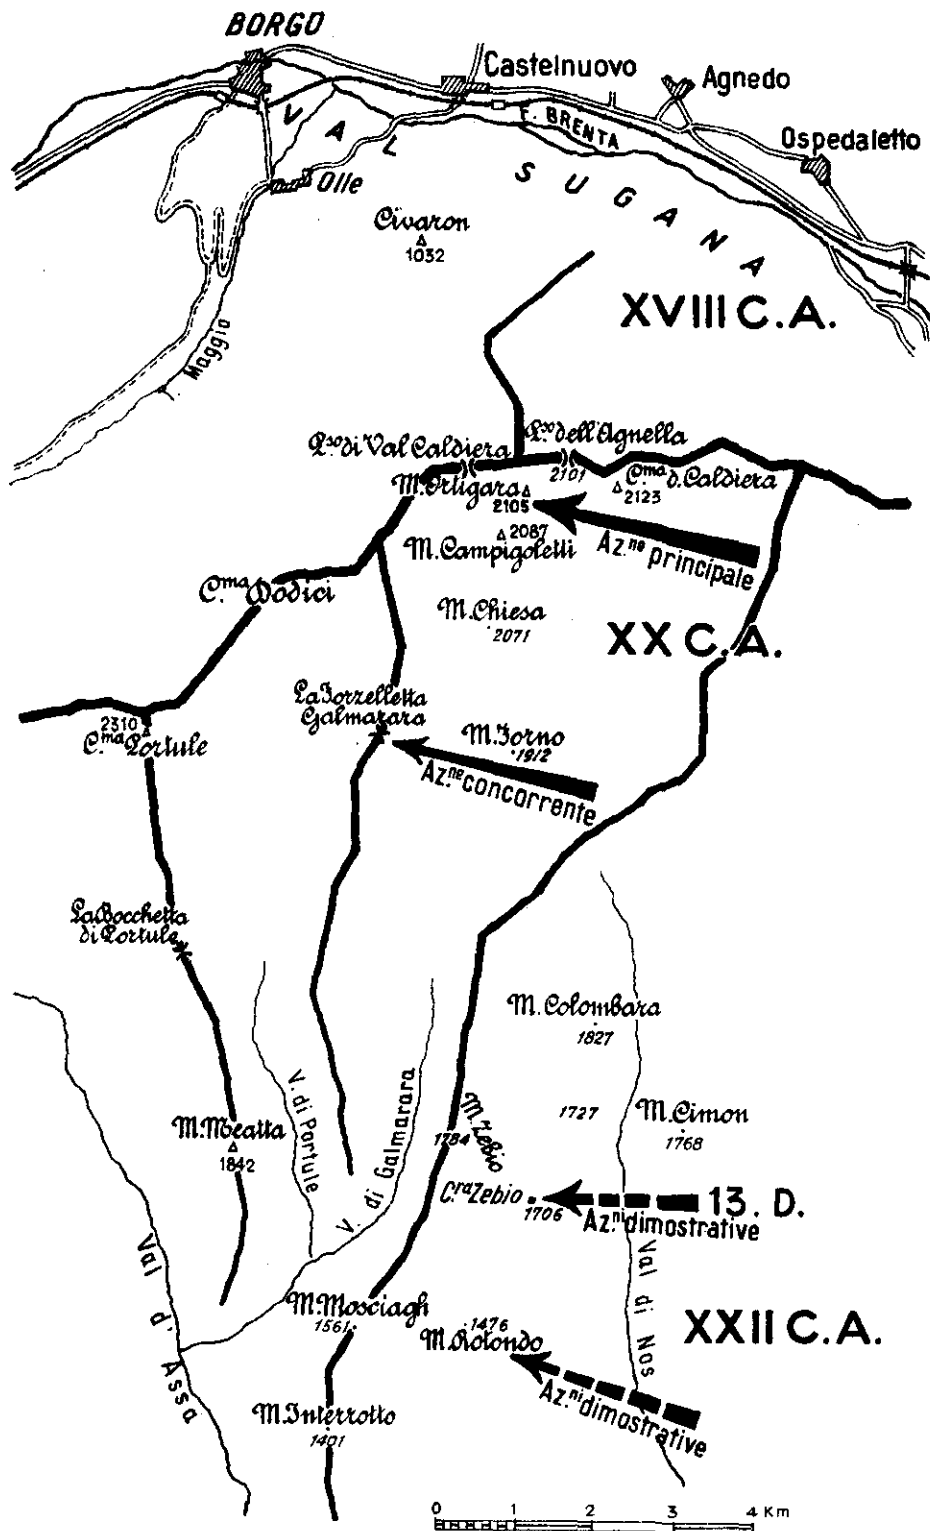 BORGO
Castelnuovo
Agnedo
VAL SUGANA
F. BRENTA
Ospedaletto
Olle
Civaron
1032
XVIII C.A.
T. Maggio
P.so di Val Caldiera
P.so dell'Agnella
2101
M. Ortigara
2105
C.ma d. Caldiera
2123
2087
M. Campigoletti
Az.ne principale
C.ma Dodici
M. Chiesa
2071
XX C.A.
La Forzelletta
Galmarara
2310
C.ma Portule
M. Forno
1912
Az.ne concorrente
La Bocchetta
di Portule
M. Colombara
1827
V. di Portule
V. di Galmarara
M. Zebio
1784
1727
M. Cimon
1768
M. Meatta
1842
C.ra Zebio
1706
13. D.
Az.ni dimostrative
Val d'Assa
Val di Nos
M. Mosciagh
1561
1476
M. Rotondo
XXII C.A.
Az.ni dimostrative
M. Interrotto
1401
0 1 2 3 4 Km